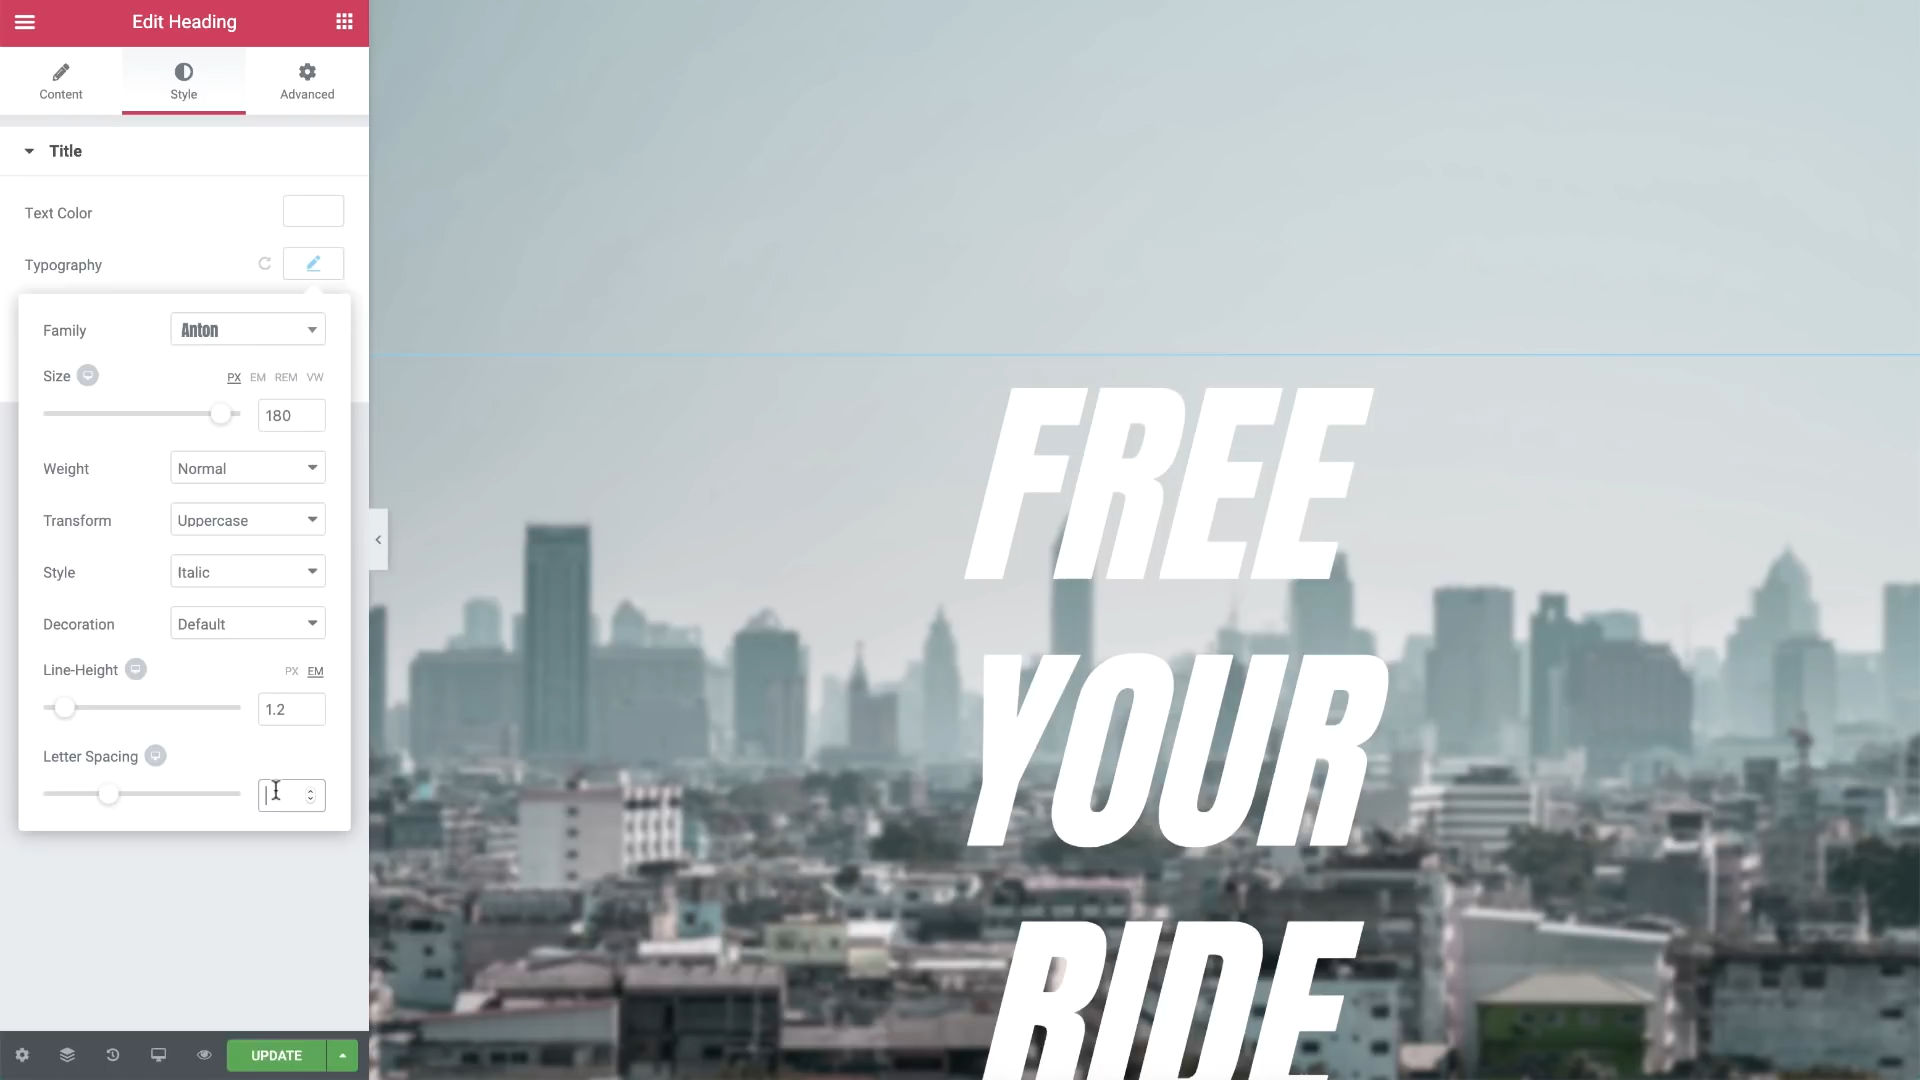 Edit Heading
Content
Style
Advanced
Title
Text Color
Typography
Family
Anton
Size
PX EM REM VW
180
Weight
Normal
Transform
Uppercase
Style
Italic
Decoration
Default
Line-Height
PX EM
1.2
Letter Spacing
UPDATE
FREE
YOUR
RIDE